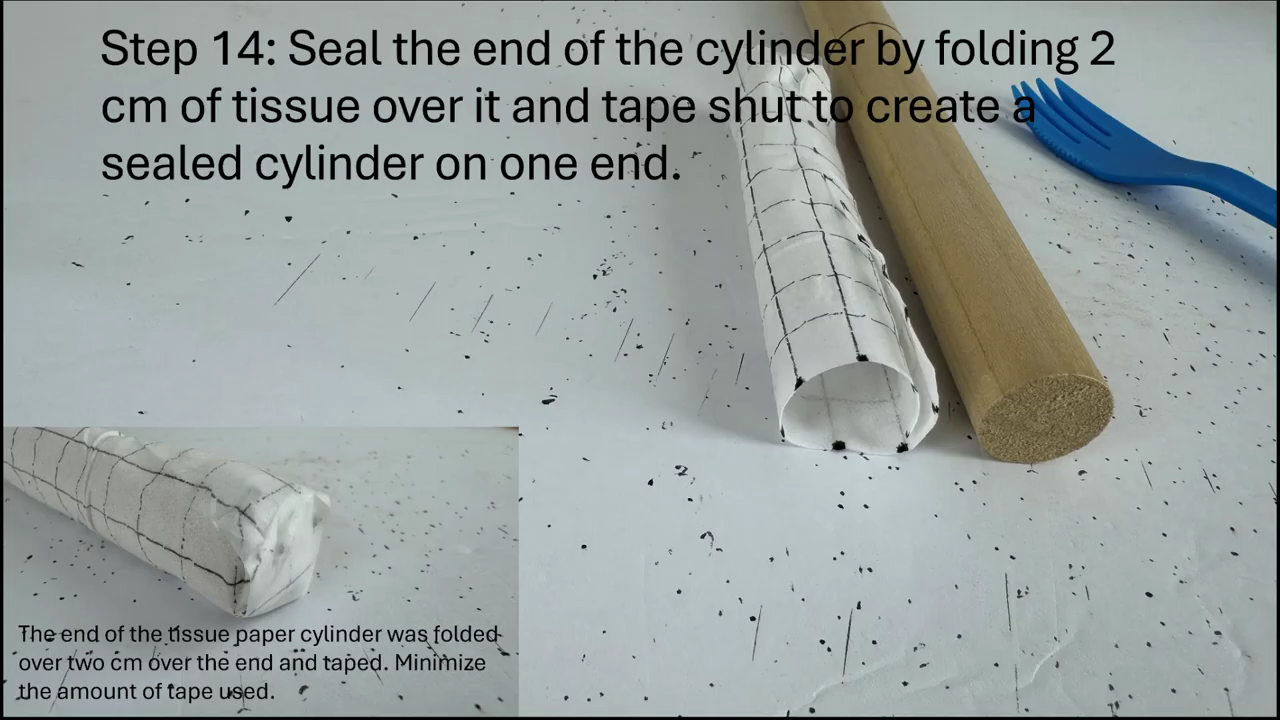 Step 14: Seal the end of the cylinder by folding 2
cm of tissue over it and tape shut to create a
sealed cylinder on one end.
The end of the tissue paper cylinder was folded
over two cm over the end and taped. Minimize
the amount of tape used.